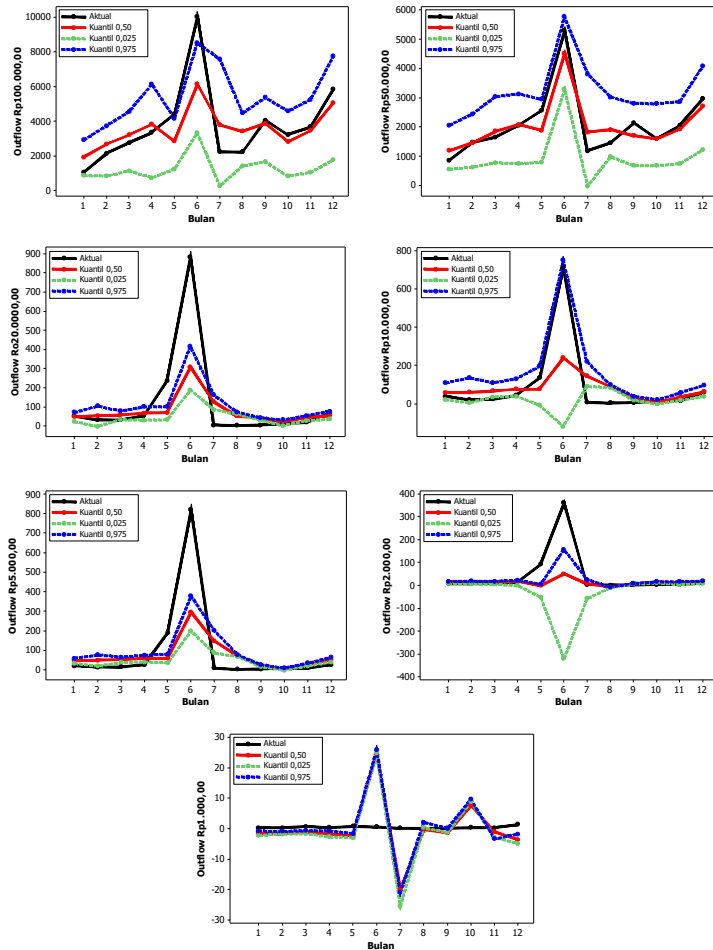 Outflow Rp100.000,00
10000
8000
6000
4000
2000
0
Aktual
Kuantil 0,50
Kuantil 0,025
Kuantil 0,975
1 2 3 4 5 6 7 8 9 10 11 12
Bulan
Outflow Rp50.000,00
6000
5000
4000
3000
2000
1000
0
Aktual
Kuantil 0,50
Kuantil 0,025
Kuantil 0,975
1 2 3 4 5 6 7 8 9 10 11 12
Bulan
Outflow Ro20.0000,00
900
800
700
600
500
400
300
200
100
0
Aktual
Kuantil 0,50
Kuantil 0,025
Kuantil 0,975
1 2 3 4 5 6 7 8 9 10 11 12
Bulan
Outflow Rp10.000,00
800
600
400
200
0
Aktual
Kuantil 0,50
Kuantil 0,025
Kuantil 0,975
1 2 3 4 5 6 7 8 9 10 11 12
Bulan
Outflow Rp5.000,00
900
800
700
600
500
400
300
200
100
0
Aktual
Kuantil 0,50
Kuantil 0,025
Kuantil 0,975
1 2 3 4 5 6 7 8 9 10 11 12
Bulan
Outflow Rp2.000,00
400
300
200
100
0
-100
-200
-300
-400
Aktual
Kuantil 0,50
Kuantil 0,025
Kuantil 0,975
1 2 3 4 5 6 7 8 9 10 11 12
Bulan
Outflow Rp1.000,00
30
20
10
0
-10
-20
-30
Aktual
Kuantil 0,50
Kuantil 0,025
Kuantil 0,975
1 2 3 4 5 6 7 8 9 10 11 12
Bulan